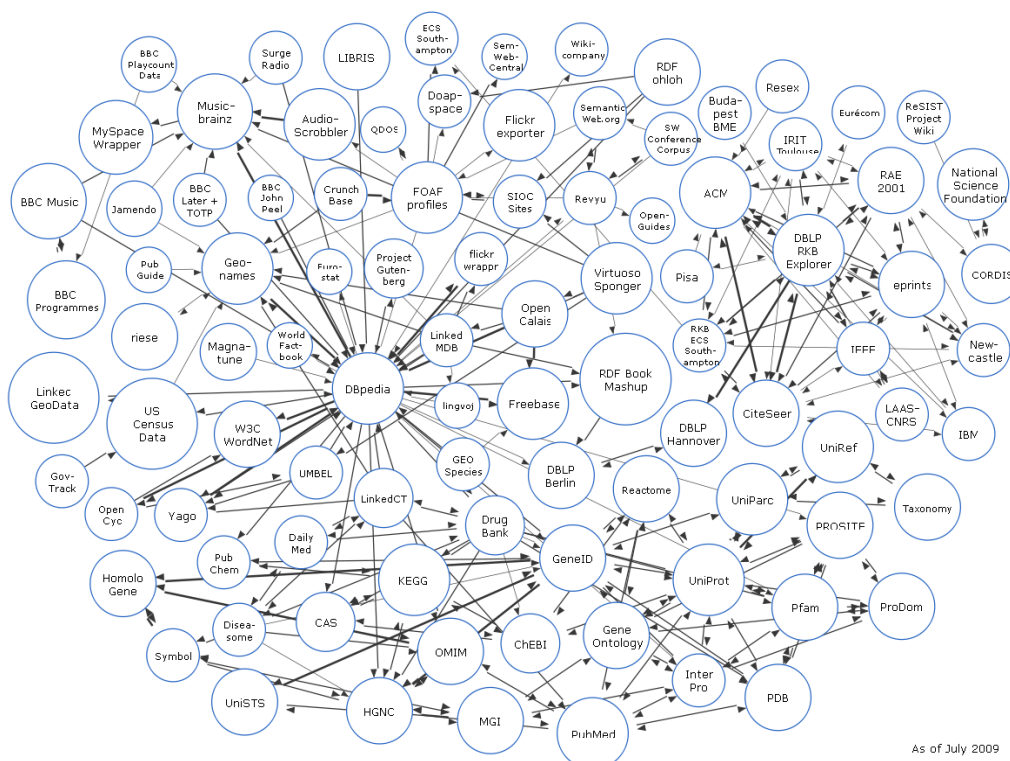 BBC
Playcount
Data
Surge
Radio
LIBRIS
ECS
South-
ampton
Sem-
Web-
Central
Wiki-
company
RDF
ohloh
Music-
brainz
Audio-
Scrobbler
QDOS
Doap-
space
Flickr
exporter
Semantic
Web.org
SW
Conference
Corpus
Buda-
pest
BME
Resex
Eurécom
ReSIST
Project
Wiki
MySpace
Wrapper
IRIT
Toulouse
RAE
2001
National
Science
Foundation
BBC Music
Jamendo
BBC
Later +
TOTP
BBC
John
Peel
Crunch
Base
FOAF
profiles
SIOC
Sites
Revyu
Open-
Guides
ACM
DBLP
RKB
Explorer
Pub
Guide
Geo-
names
Euro-
stat
Project
Guten-
berg
flickr
wrappr
Virtuoso
Sponger
Pisa
eprints
CORDIS
BBC
Programmes
riese
Magna-
tune
World
Fact-
book
Linked
MDB
Open
Calais
RKB
ECS
South-
ampton
IEEE
New-
castle
Linkec
GeoData
US
Census
Data
W3C
WordNet
DBpedia
lingvoj
Freebase
RDF Book
Mashup
CiteSeer
LAAS-
CNRS
IBM
Gov-
Track
Open
Cyc
Yago
UMBEL
LinkedCT
GEO
Species
DBLP
Berlin
DBLP
Hannover
UniRef
Reactome
UniParc
PROSITE
Taxonomy
Homolo
Gene
Pub
Chem
Daily
Med
KEGG
Drug
Bank
GeneID
UniProt
Pfam
ProDom
Symbol
Disea-
some
CAS
OMIM
ChEBI
Gene
Ontology
Inter
Pro
PDB
UniSTS
HGNC
MGI
PubMed
As of July 2009